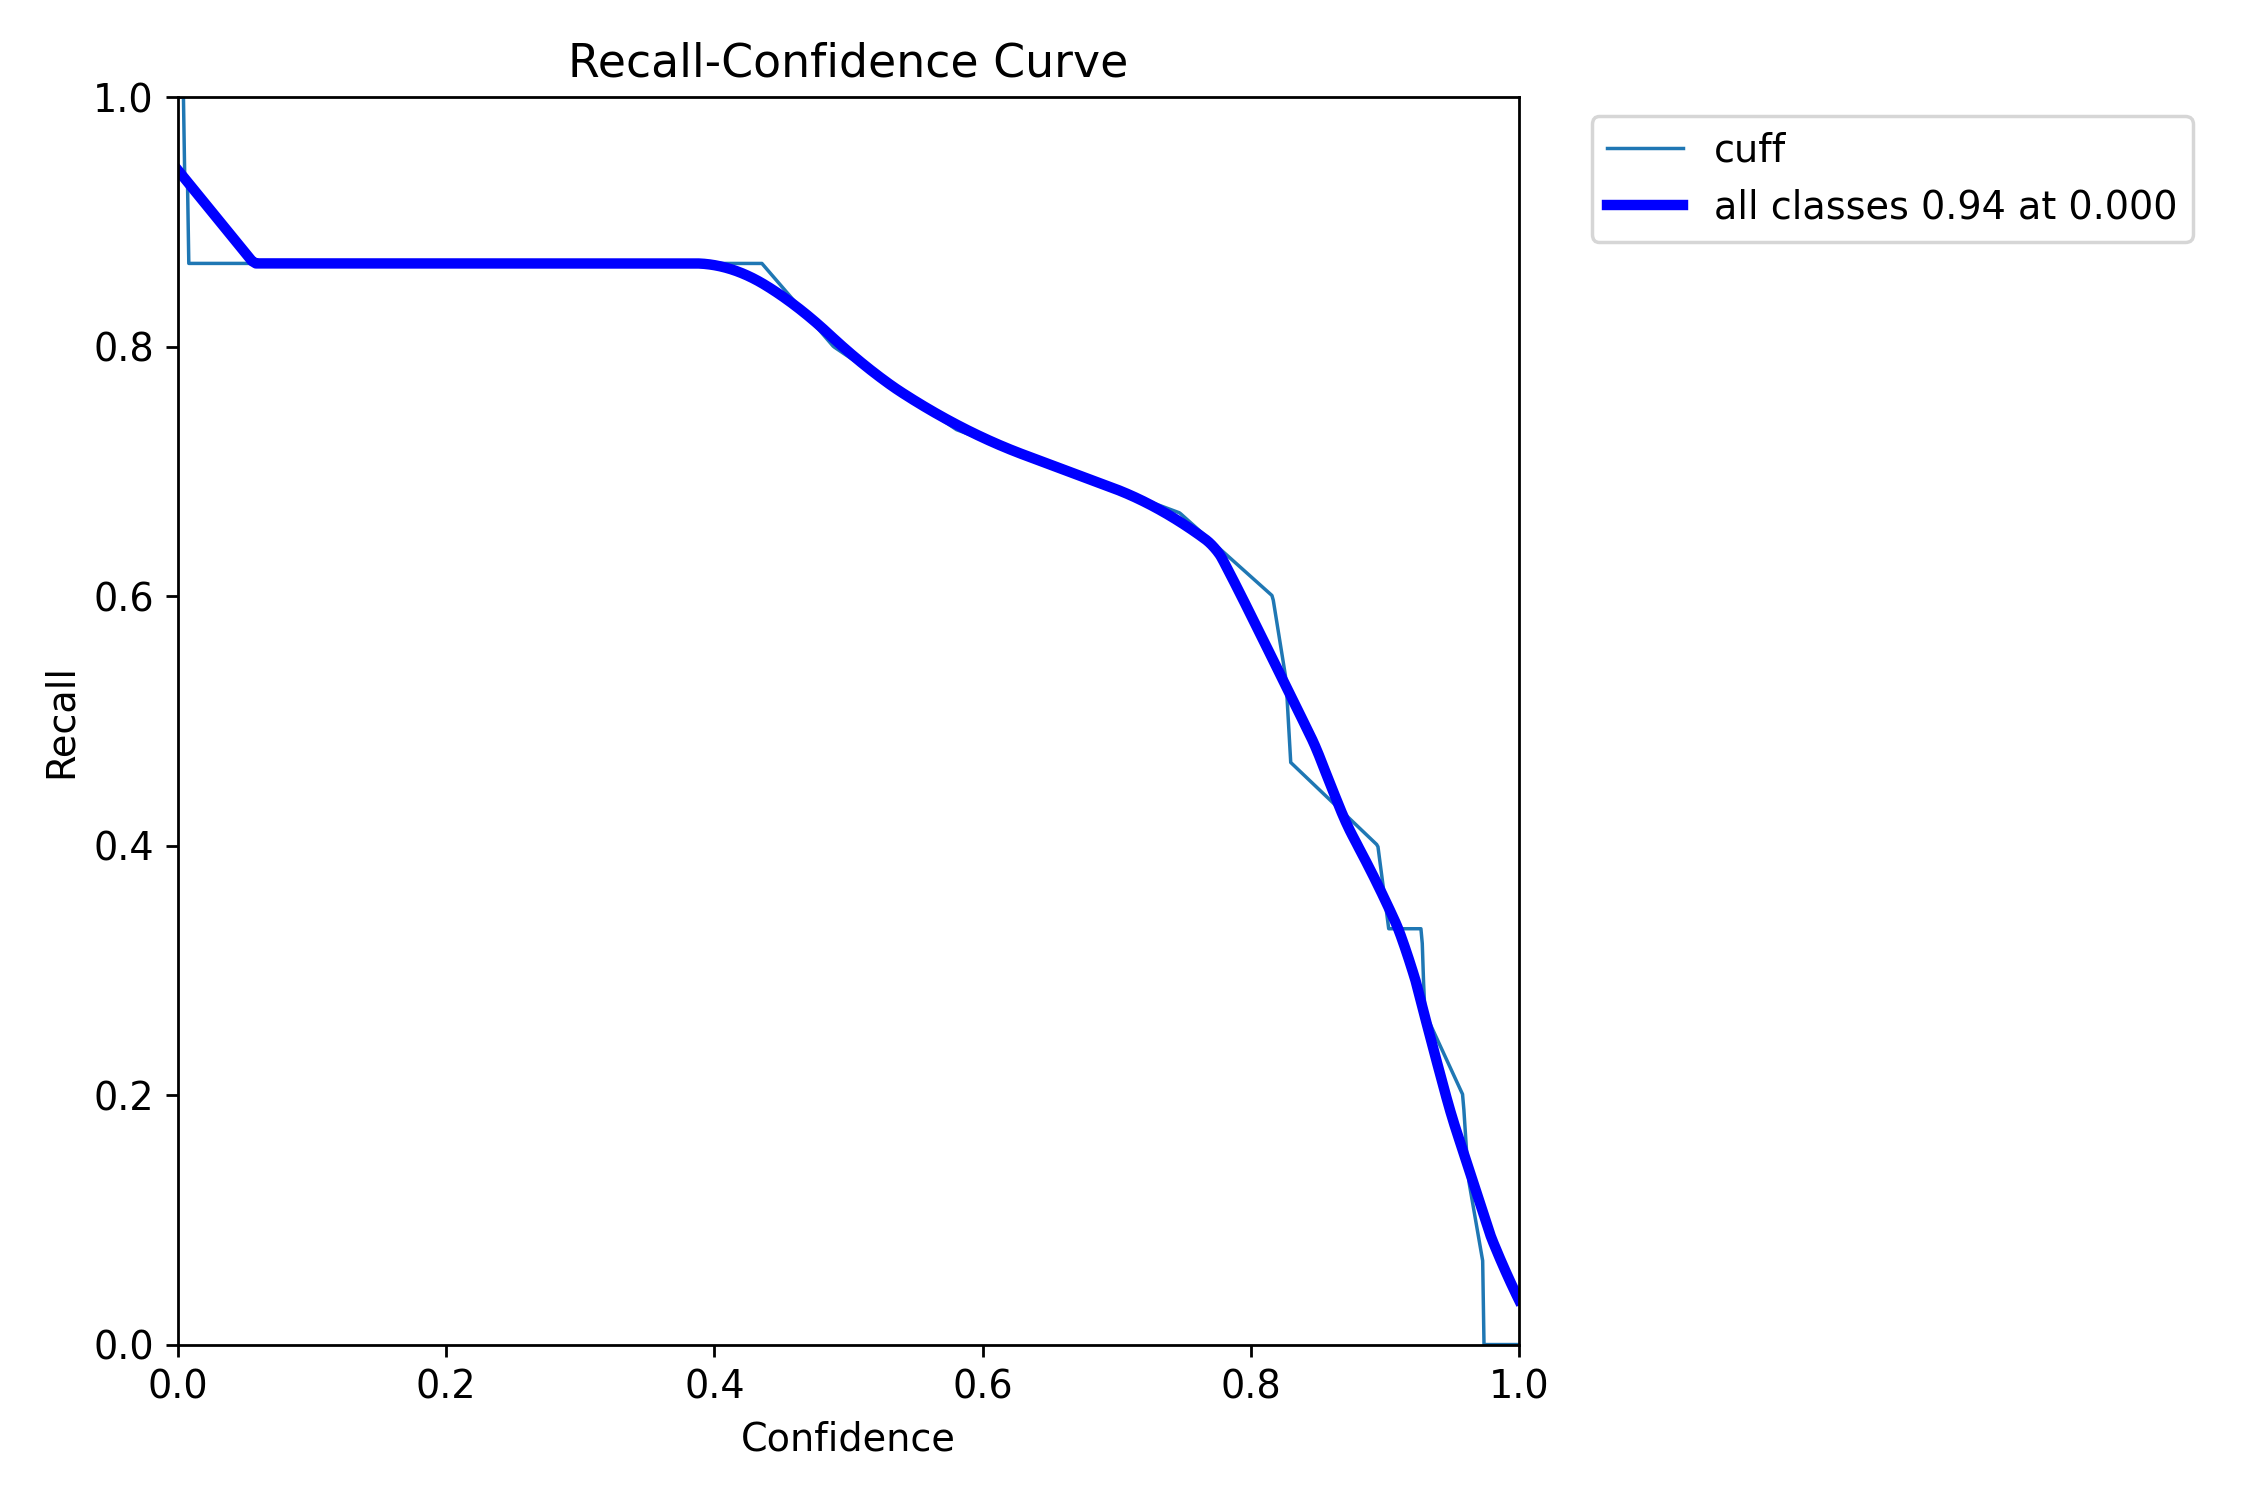 Recall-Confidence Curve
1.0
0.8
0.6
0.4
0.2
0.0
Recall
0.0 0.2 0.4 0.6 0.8 1.0
Confidence
cuff
all classes 0.94 at 0.000